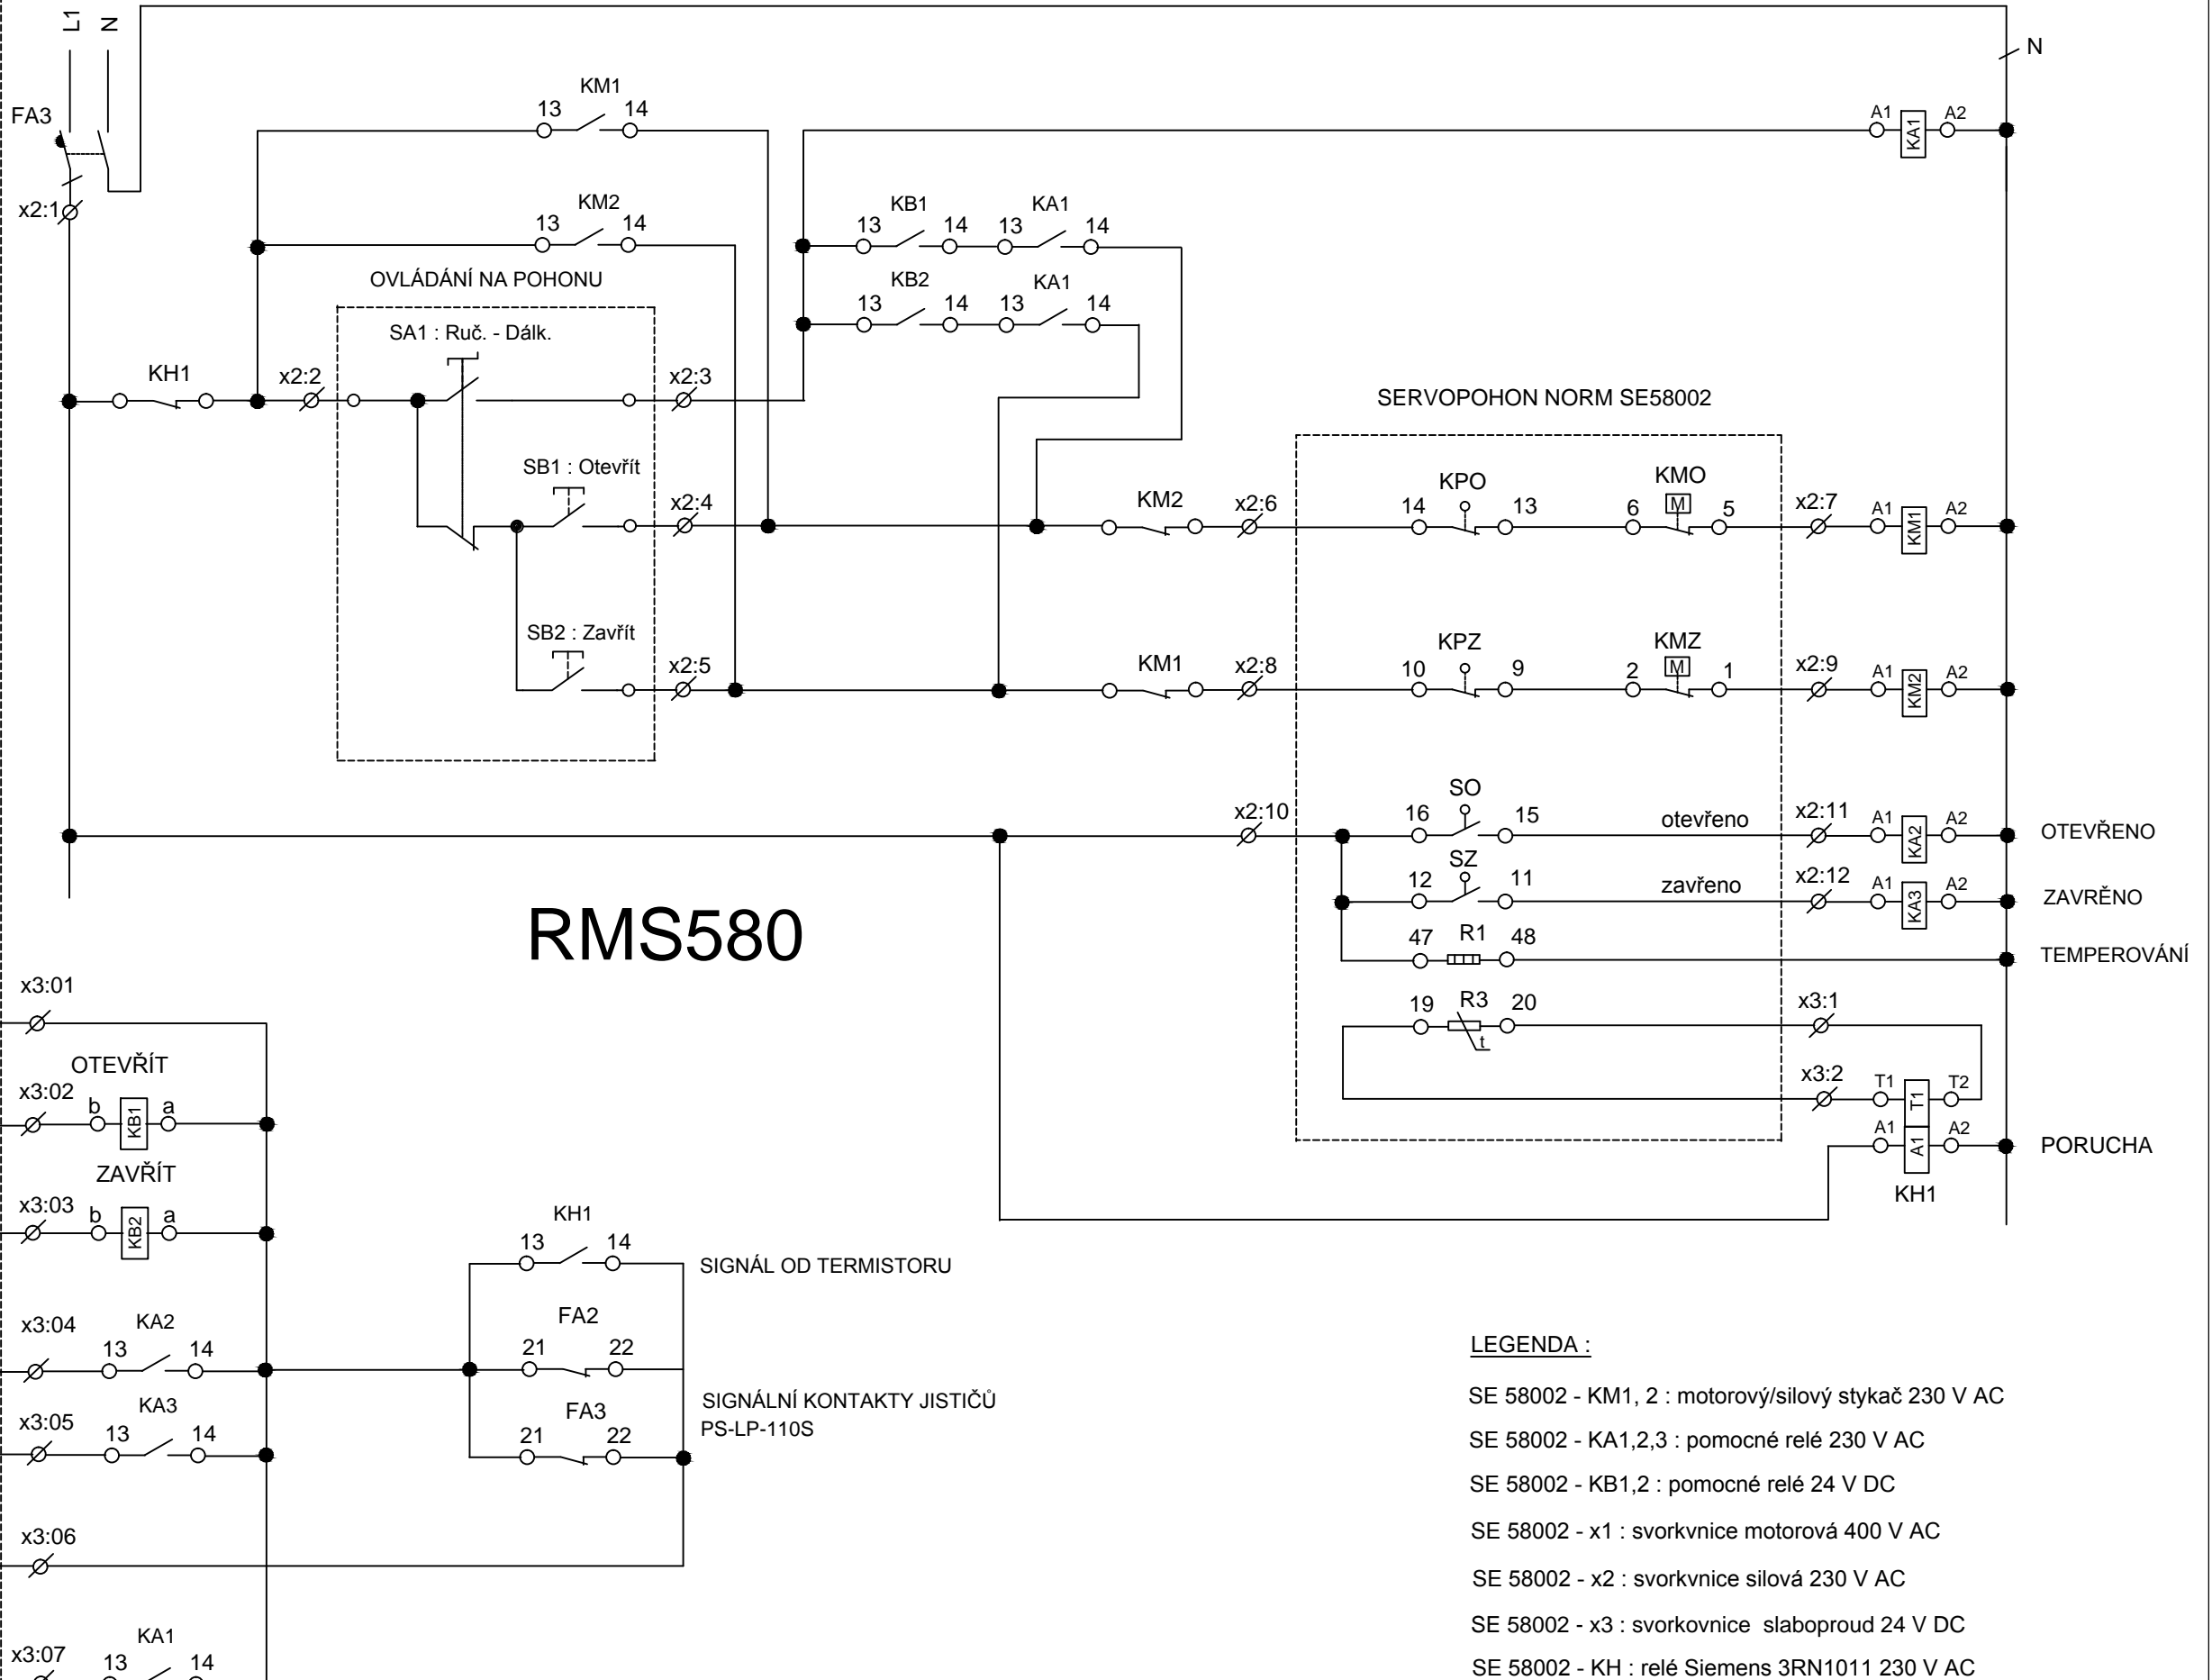 L1 N
N
FA3
x2:1
KM1
13 14
A1 KA1 A2
KM2
13 14
KB1 KA1
13 14 13 14
KB2 KA1
13 14 13 14
OVLÁDÁNÍ NA POHONU
SA1 : Ruč. - Dálk.
KH1
x2:2
x2:3
SERVOPOHON NORM SE58002
SB1 : Otevřít
x2:4
KM2
x2:6
KPO
14 13
KMO
6 M 5
x2:7
A1 KM1 A2
SB2 : Zavřít
x2:5
KM1
x2:8
KPZ
10 9
KMZ
2 M 1
x2:9
A1 KM2 A2
x2:10
SO
16 15
otevřeno
x2:11
A1 KA2 A2
OTEVŘENO
SZ
12 11
zavřeno
x2:12
A1 KA3 A2
ZAVRĚNO
RMS580
47 R1 48
TEMPEROVÁNÍ
19 R3 20
t
x3:1
x3:2
T1 T1 T2
A1 A1 A2
PORUCHA
KH1
x3:01
OTEVŘÍT
x3:02
b KB1 a
ZAVŘÍT
x3:03
b KB2 a
KH1
13 14
SIGNÁL OD TERMISTORU
x3:04
KA2
13 14
FA2
21 22
x3:05
KA3
13 14
FA3
21 22
SIGNÁLNÍ KONTAKTY JISTIČŮ
PS-LP-110S
x3:06
x3:07
KA1
13 14
LEGENDA :
SE 58002 - KM1, 2 : motorový/silový stykač 230 V AC
SE 58002 - KA1,2,3 : pomocné relé 230 V AC
SE 58002 - KB1,2 : pomocné relé 24 V DC
SE 58002 - x1 : svorkvnice motorová 400 V AC
SE 58002 - x2 : svorkvnice silová 230 V AC
SE 58002 - x3 : svorkovnice slaboproud 24 V DC
SE 58002 - KH : relé Siemens 3RN1011 230 V AC